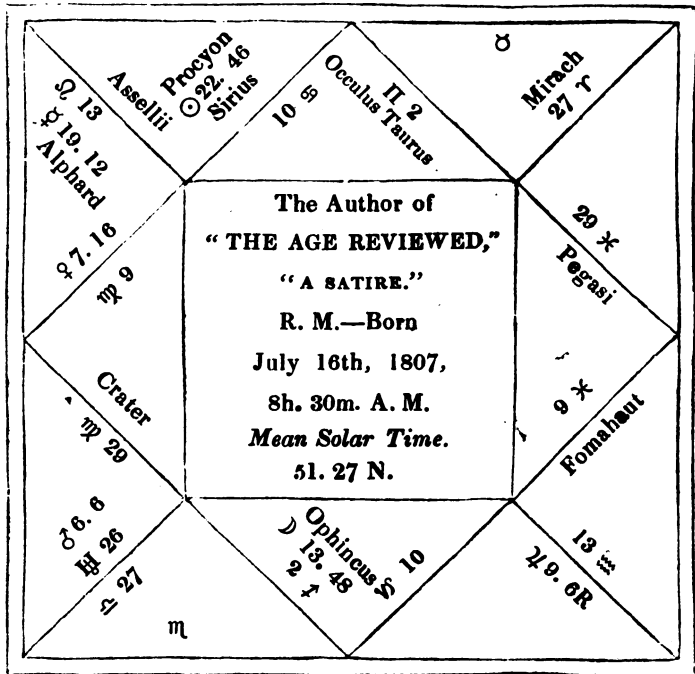 The Author of
“ THE AGE REVIEWED,”
“ A SATIRE.”
R. M.—Born
July 16th, 1807,
8h. 30m. A. M.
Mean Solar Time.
51. 27 N.
Assellii
Procyon
☉ 22. 46
Sirius
10 ♋
Occulus
Taurus
♊ 2
♉
Mirach
27 ♈
♌ 13
☿ 19. 12
Alphard
♀ 7. 16
♍ 9
29 ♓
Pegasi
9 ♓
Fomahaut
13 ♒
♃ 9. 6R
Crater
♍ 29
♂ 6. 6
♅ 26
♎ 27
♏
Ophincus
☽ 13. 48
2 ♐
♑ 10